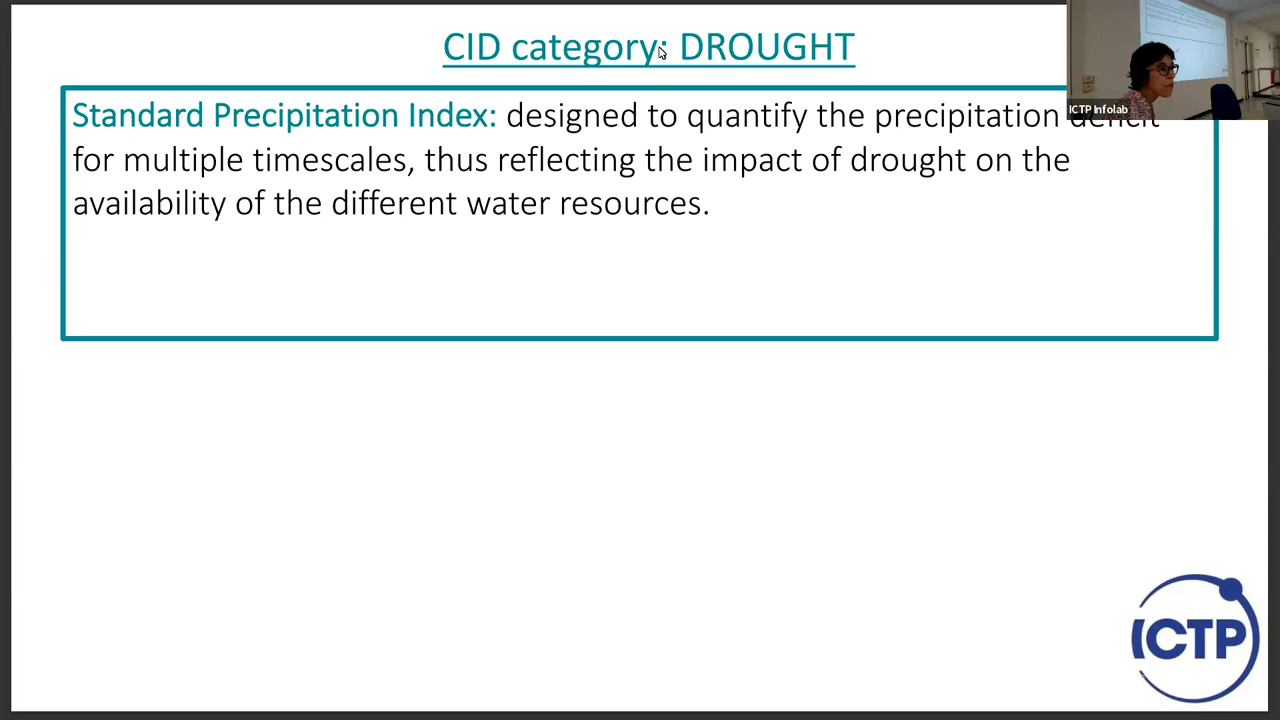 CID category: DROUGHT
Standard Precipitation Index: designed to quantify the precipitation deficit
for multiple timescales, thus reflecting the impact of drought on the
availability of the different water resources.
ICTP Infolab
ICTP